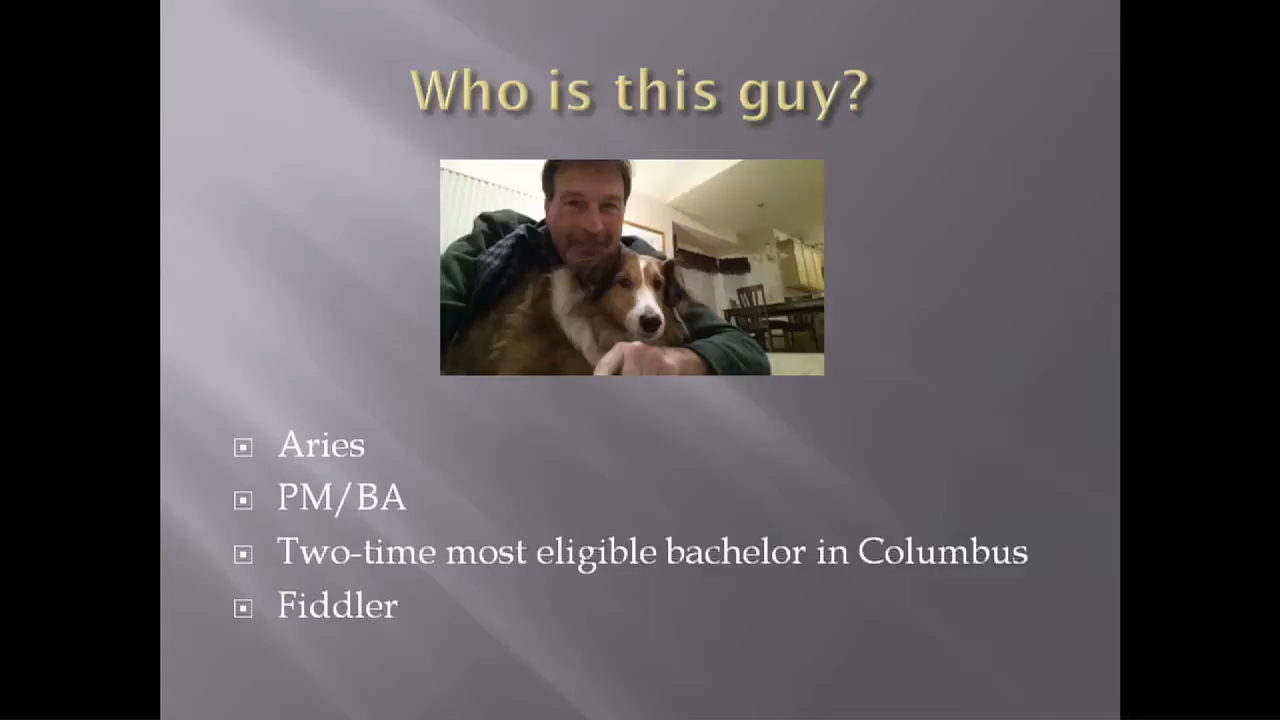 Who is this guy?
Aries
PM/BA
Two-time most eligible bachelor in Columbus
Fiddler